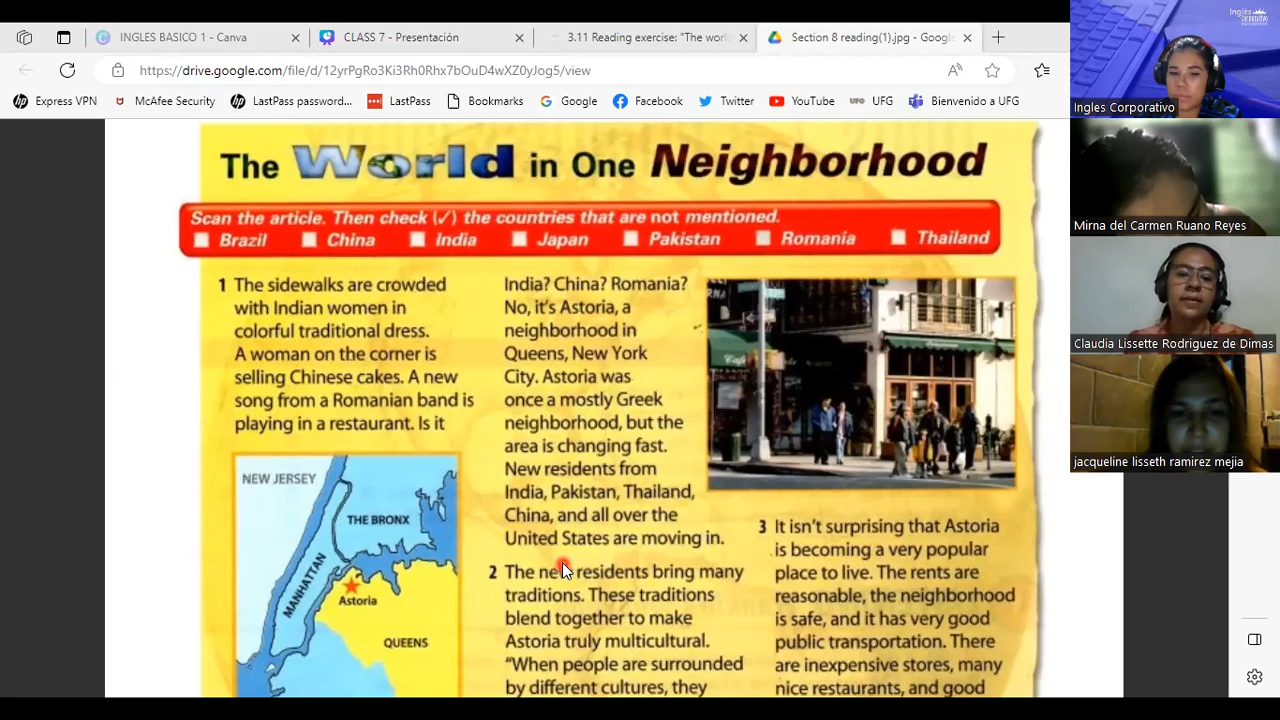 INGLES BASICO 1 - Canva
CLASS 7 - Presentación
3.11 Reading exercise: "The worl
Section 8 reading(1).jpg - Googl
https://drive.google.com/file/d/12yrPgRo3Ki3Rh0Rhx7bOuD4wXZ0yJog5/view
Express VPN
McAfee Security
LastPass password...
LastPass
Bookmarks
Google
Facebook
Twitter
YouTube
UFG
Bienvenido a UFG
The World in One Neighborhood
Scan the article. Then check (✓) the countries that are not mentioned.
Brazil China India Japan Pakistan Romania Thailand
1 The sidewalks are crowded
with Indian women in
colorful traditional dress.
A woman on the corner is
selling Chinese cakes. A new
song from a Romanian band is
playing in a restaurant. Is it
NEW JERSEY
THE BRONX
MANHATTAN
Astoria
QUEENS
India? China? Romania?
No, it's Astoria, a
neighborhood in
Queens, New York
City. Astoria was
once a mostly Greek
neighborhood, but the
area is changing fast.
New residents from
India, Pakistan, Thailand,
China, and all over the
United States are moving in.
2 The new residents bring many
traditions. These traditions
blend together to make
Astoria truly multicultural.
"When people are surrounded
by different cultures, they
3 It isn't surprising that Astoria
is becoming a very popular
place to live. The rents are
reasonable, the neighborhood
is safe, and it has very good
public transportation. There
are inexpensive stores, many
nice restaurants, and good
Inglés
Ingles Corporativo
Mirna del Carmen Ruano Reyes
Claudia Lissette Rodriguez de Dimas
jacqueline lisseth ramirez mejia